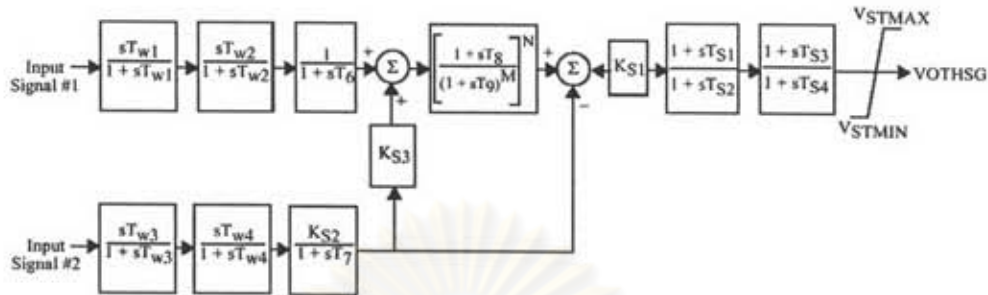 Input
Signal #1
sTw1
1 + sTw1
sTw2
1 + sTw2
1
1 + sT6
+
Σ
+
[ 1 + sT8 / (1 + sT9)^M ]^N
+
Σ
−
KS1
1 + sTS1
1 + sTS2
1 + sTS3
1 + sTS4
VSTMAX
VOTHSG
VSTMIN
KS3
Input
Signal #2
sTw3
1 + sTw3
sTw4
1 + sTw4
KS2
1 + sT7